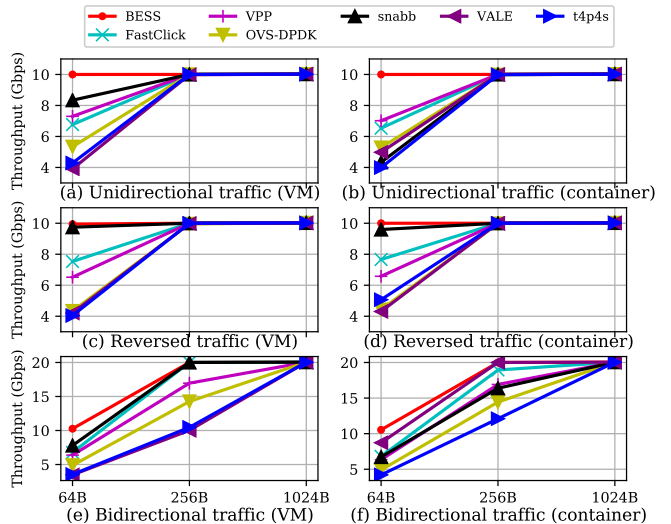 BESS VPP snabb VALE t4p4s
FastClick OVS-DPDK
Throughput (Gbps)
10
8
6
4
(a) Unidirectional traffic (VM)
(b) Unidirectional traffic (container)
Throughput (Gbps)
10
8
6
4
(c) Reversed traffic (VM)
(d) Reversed traffic (container)
Throughput (Gbps)
20
15
10
5
64B 256B 1024B
(e) Bidirectional traffic (VM)
10
8
6
4
10
8
6
4
20
15
10
5
64B 256B 1024B
(f) Bidirectional traffic (container)